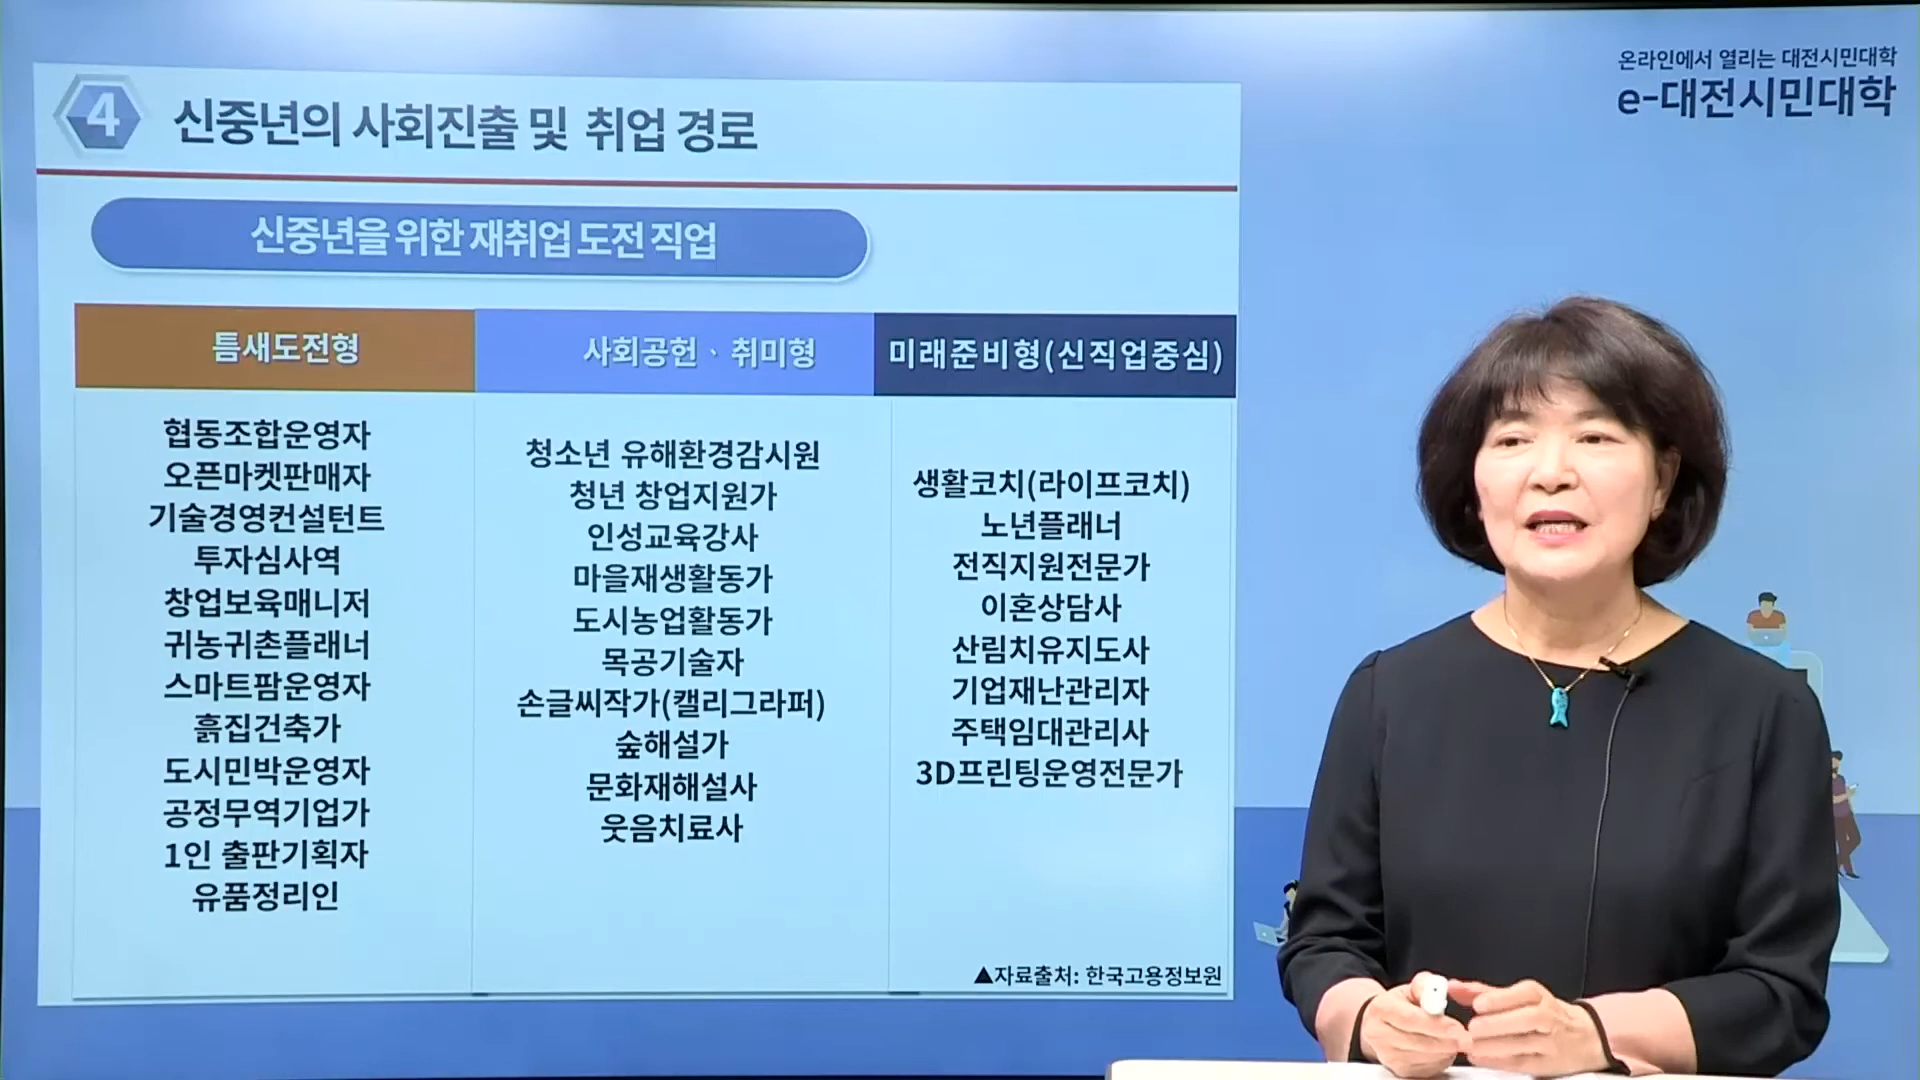 온라인에서 열리는 대전시민대학
e-대전시민대학
4
신중년의 사회진출 및 취업 경로
신중년을 위한 재취업 도전 직업
틈새도전형
협동조합운영자
오픈마켓판매자
기술경영컨설턴트
투자심사역
창업보육매니저
귀농귀촌플래너
스마트팜운영자
흙집건축가
도시민박운영자
공정무역기업가
1인 출판기획자
유품정리인
사회공헌、취미형
청소년 유해환경감시원
청년 창업지원가
인성교육강사
마을재생활동가
도시농업활동가
목공기술자
손글씨작가(캘리그라퍼)
숲해설가
문화재해설사
웃음치료사
미래준비형(신직업중심)
생활코치(라이프코치)
노년플래너
전직지원전문가
이혼상담사
산림치유지도사
기업재난관리자
주택임대관리사
3D프린팅운영전문가
▲자료출처: 한국고용정보원